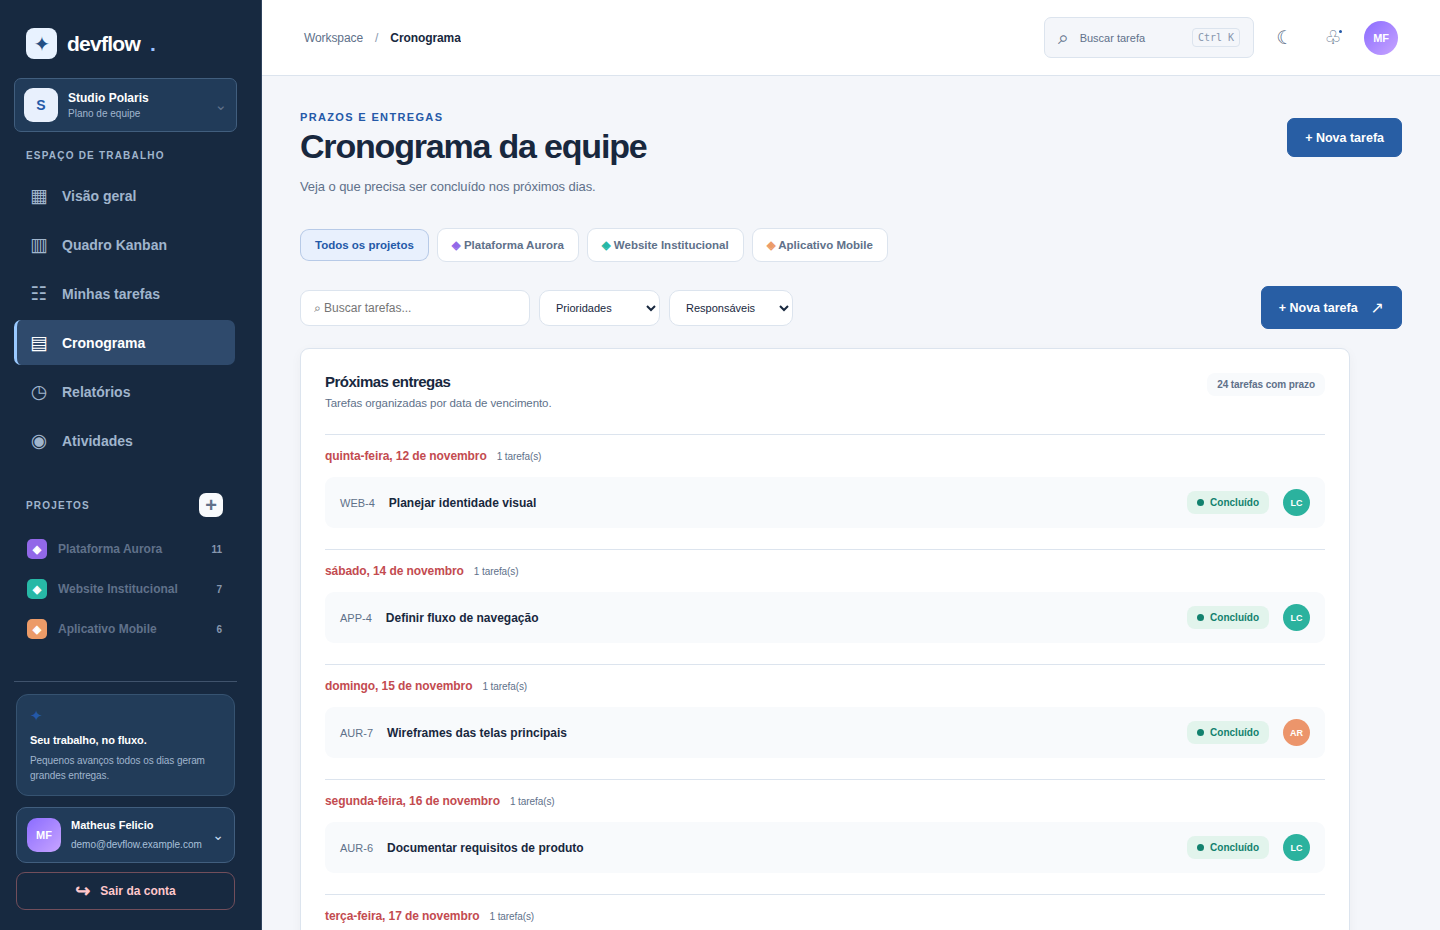 devflow.
S
Studio Polaris
Plano de equipe
ESPAÇO DE TRABALHO
Visão geral
Quadro Kanban
Minhas tarefas
Cronograma
Relatórios
Atividades
PROJETOS
+
Plataforma Aurora 11
Website Institucional 7
Aplicativo Mobile 6
Seu trabalho, no fluxo.
Pequenos avanços todos os dias geram
grandes entregas.
MF
Matheus Felicio
demo@devflow.example.com
Sair da conta
Workspace / Cronograma
Buscar tarefa Ctrl K
MF
PRAZOS E ENTREGAS
Cronograma da equipe
Veja o que precisa ser concluído nos próximos dias.
+ Nova tarefa
Todos os projetos
Plataforma Aurora
Website Institucional
Aplicativo Mobile
Buscar tarefas...
Prioridades
Responsáveis
+ Nova tarefa ↗
Próximas entregas
Tarefas organizadas por data de vencimento.
24 tarefas com prazo
quinta-feira, 12 de novembro 1 tarefa(s)
WEB-4 Planejar identidade visual Concluído LC
sábado, 14 de novembro 1 tarefa(s)
APP-4 Definir fluxo de navegação Concluído LC
domingo, 15 de novembro 1 tarefa(s)
AUR-7 Wireframes das telas principais Concluído AR
segunda-feira, 16 de novembro 1 tarefa(s)
AUR-6 Documentar requisitos de produto Concluído LC
terça-feira, 17 de novembro 1 tarefa(s)